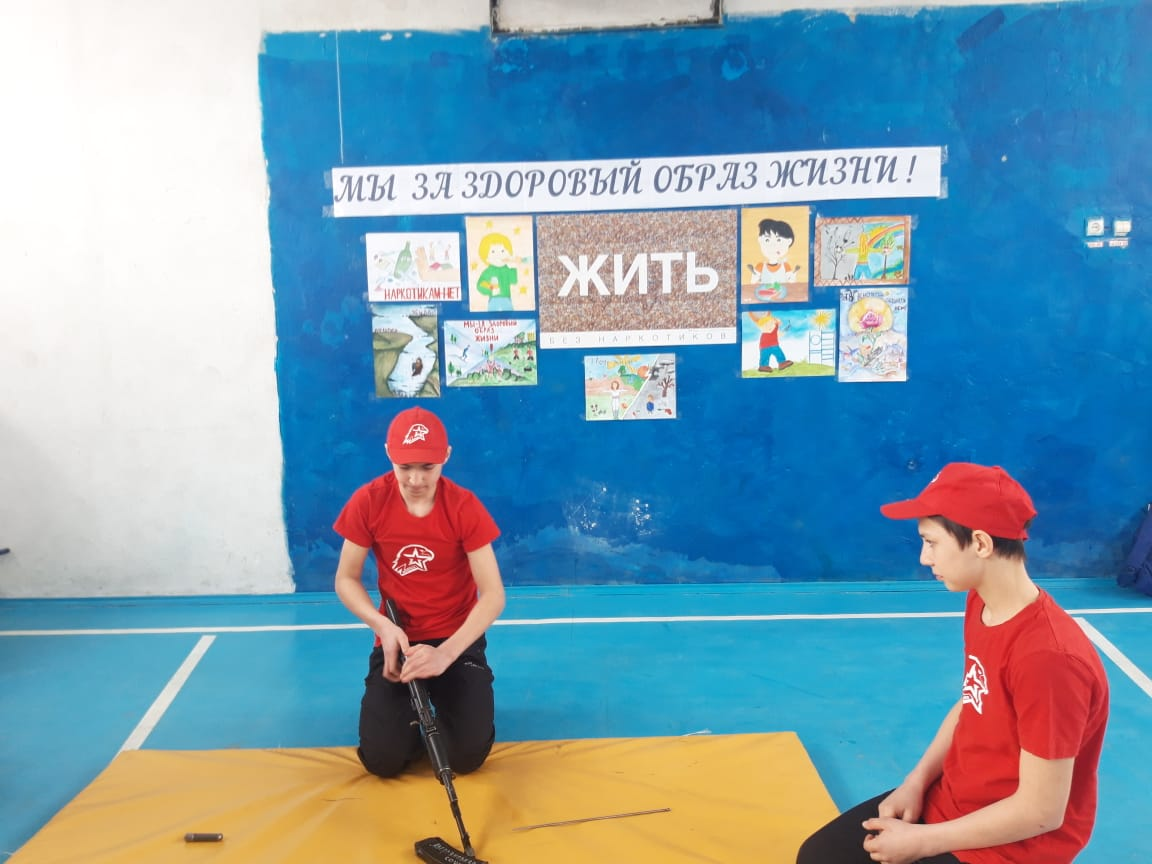 МЫ ЗА ЗДОРОВЫЙ ОБРАЗ ЖИЗНИ !
НАРКОТИКАМ-НЕТ
ЖИТЬ
БЕЗ НАРКОТИКОВ
МЫ-ЗА ЗДОРОВЫЙ
ОБРАЗ
ЖИЗНИ